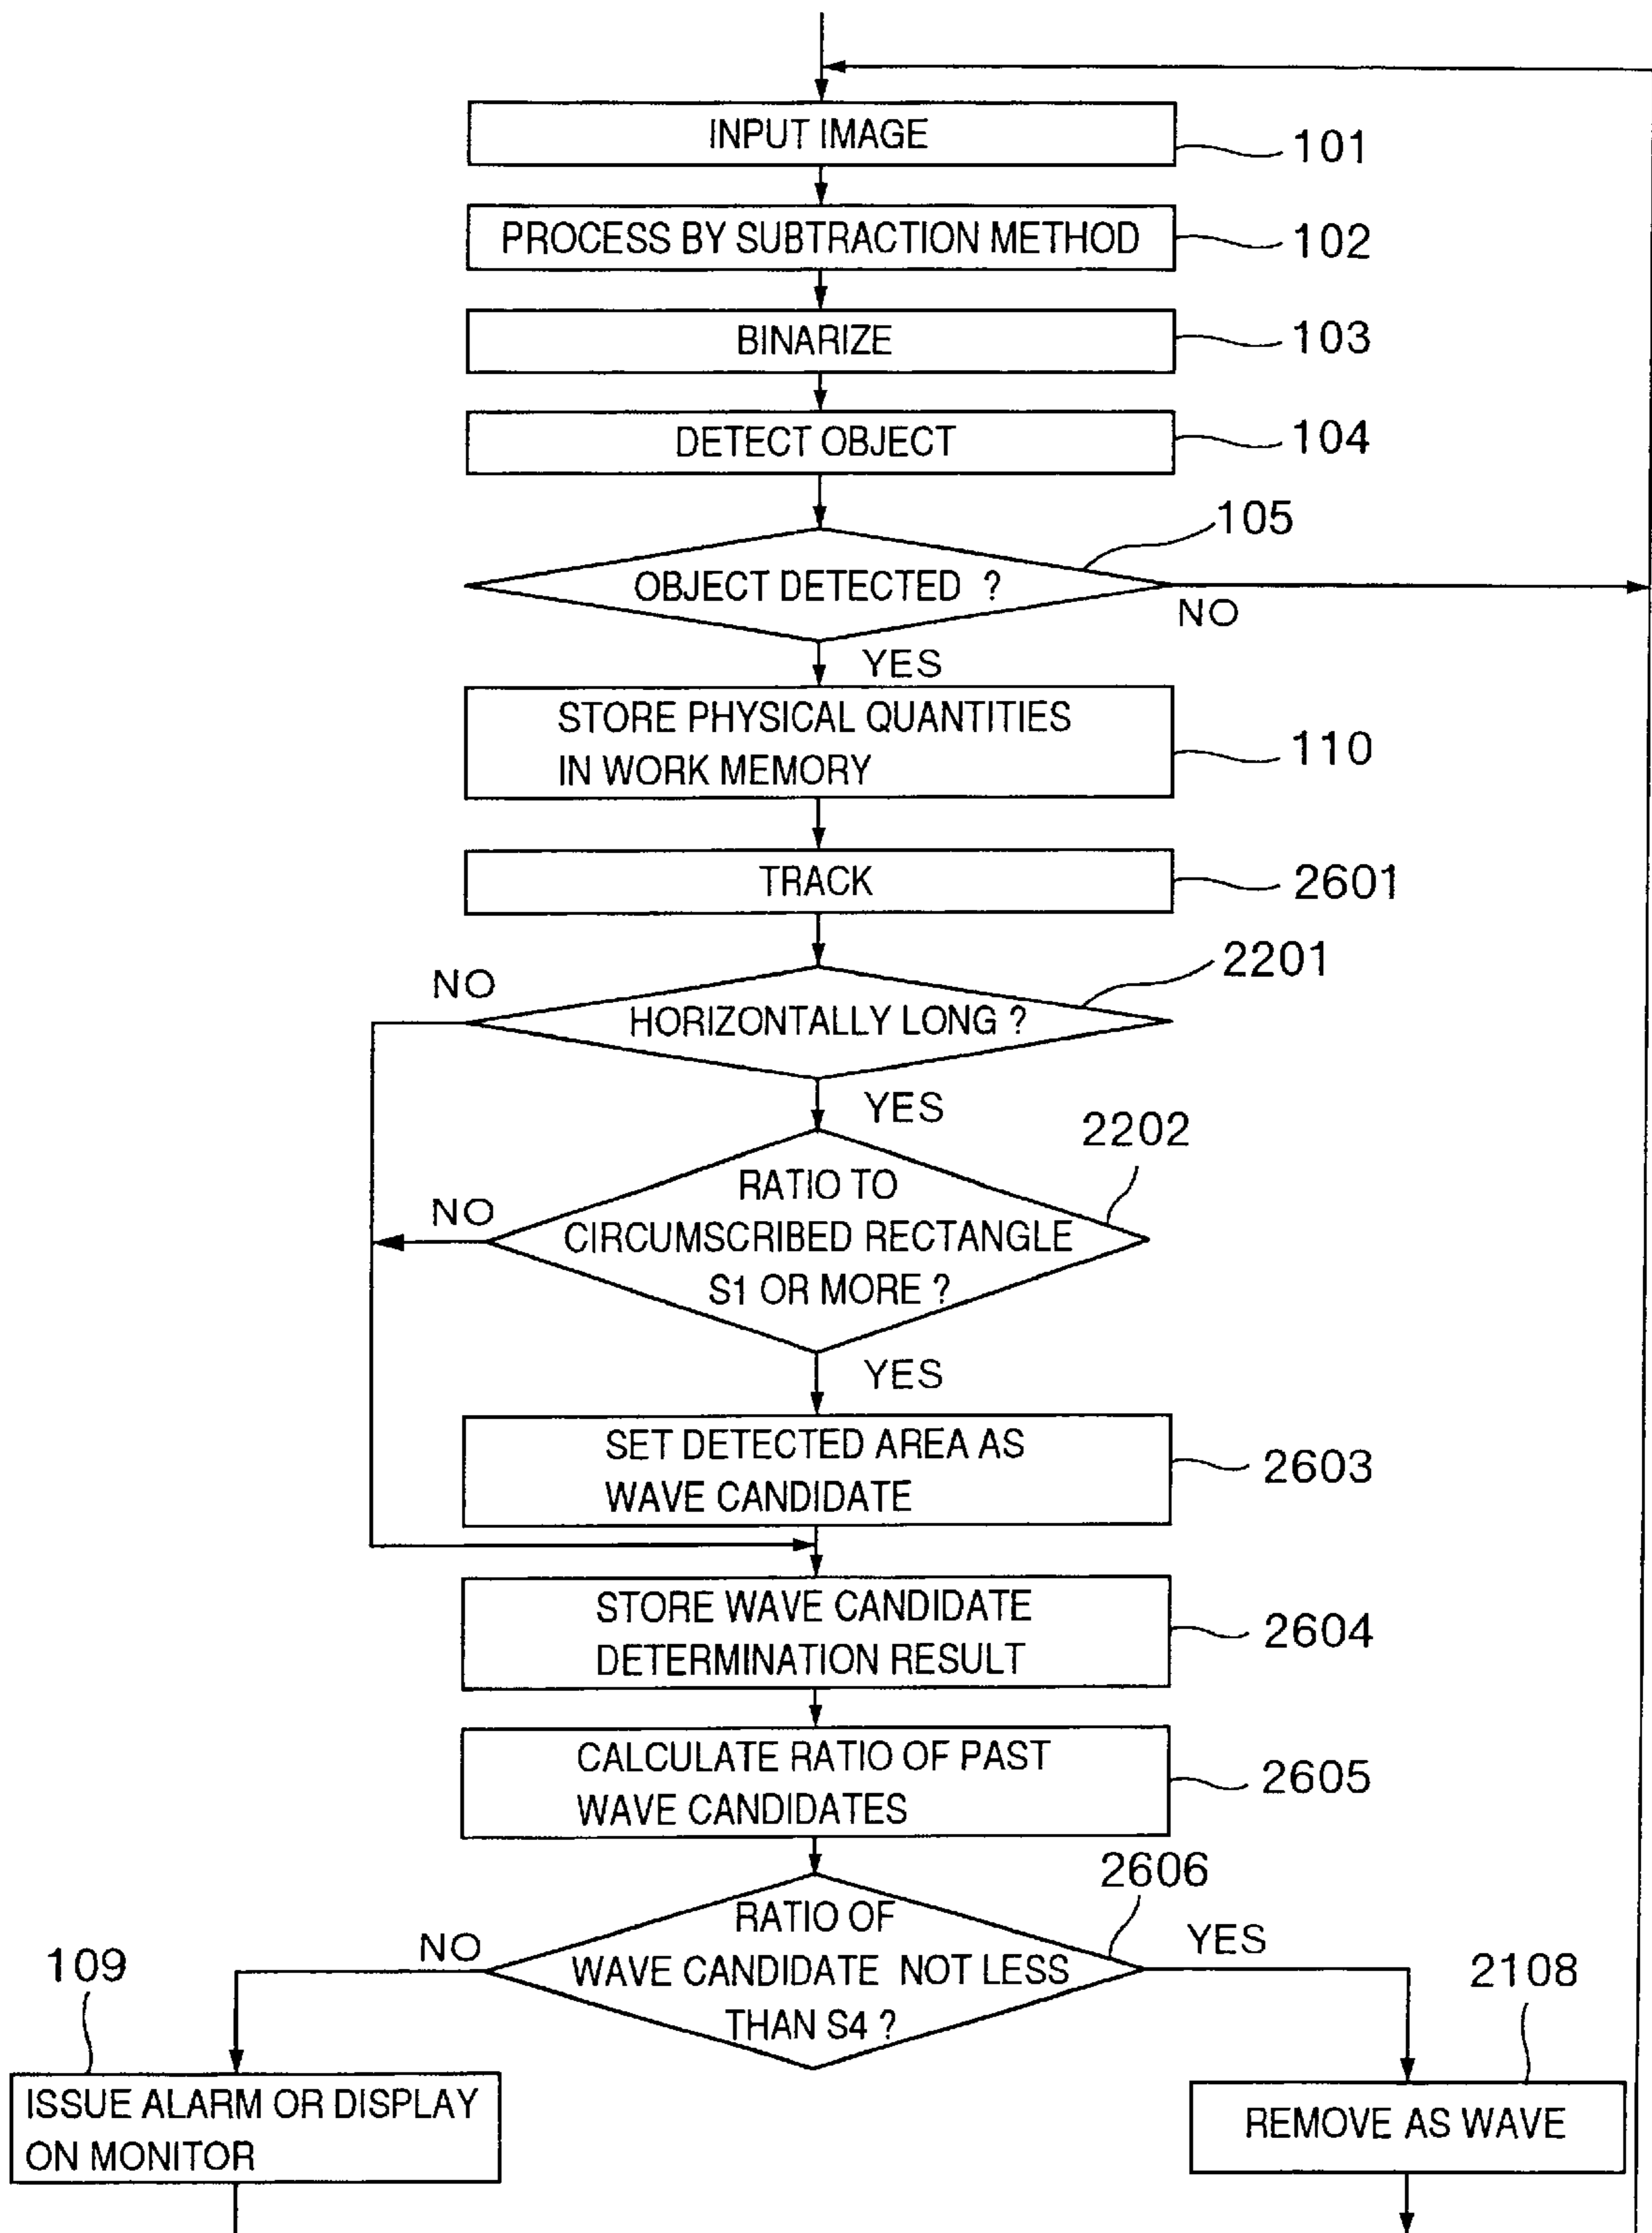 INPUT IMAGE
101
PROCESS BY SUBTRACTION METHOD
102
BINARIZE
103
DETECT OBJECT
104
105
OBJECT DETECTED ?
NO
YES
STORE PHYSICAL QUANTITIES
IN WORK MEMORY
110
TRACK
2601
2201
NO
HORIZONTALLY LONG ?
YES
2202
RATIO TO
NO
CIRCUMSCRIBED RECTANGLE
S1 OR MORE ?
YES
SET DETECTED AREA AS
WAVE CANDIDATE
2603
STORE WAVE CANDIDATE
DETERMINATION RESULT
2604
CALCULATE RATIO OF PAST
WAVE CANDIDATES
2605
2606
RATIO OF
NO
YES
WAVE CANDIDATE NOT LESS
THAN S4 ?
109
2108
ISSUE ALARM OR DISPLAY
ON MONITOR
REMOVE AS WAVE